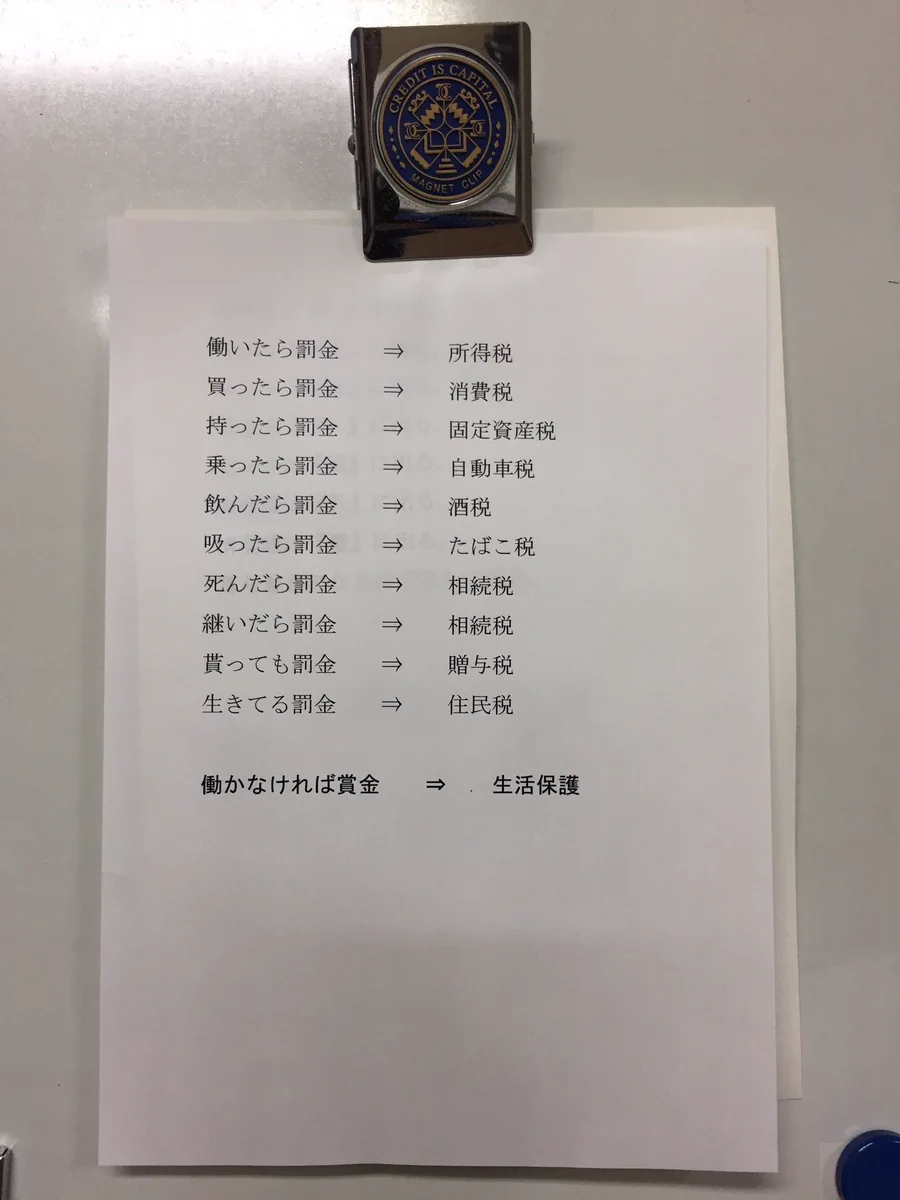 CREDIT IS CAPITAL
MAGNET CLIP
働いたら罰金 ⇒ 所得税
買ったら罰金 ⇒ 消費税
持ったら罰金 ⇒ 固定資産税
乗ったら罰金 ⇒ 自動車税
飲んだら罰金 ⇒ 酒税
吸ったら罰金 ⇒ たばこ税
死んだら罰金 ⇒ 相続税
継いだら罰金 ⇒ 相続税
貰っても罰金 ⇒ 贈与税
生きてる罰金 ⇒ 住民税
働かなければ賞金 ⇒ . 生活保護